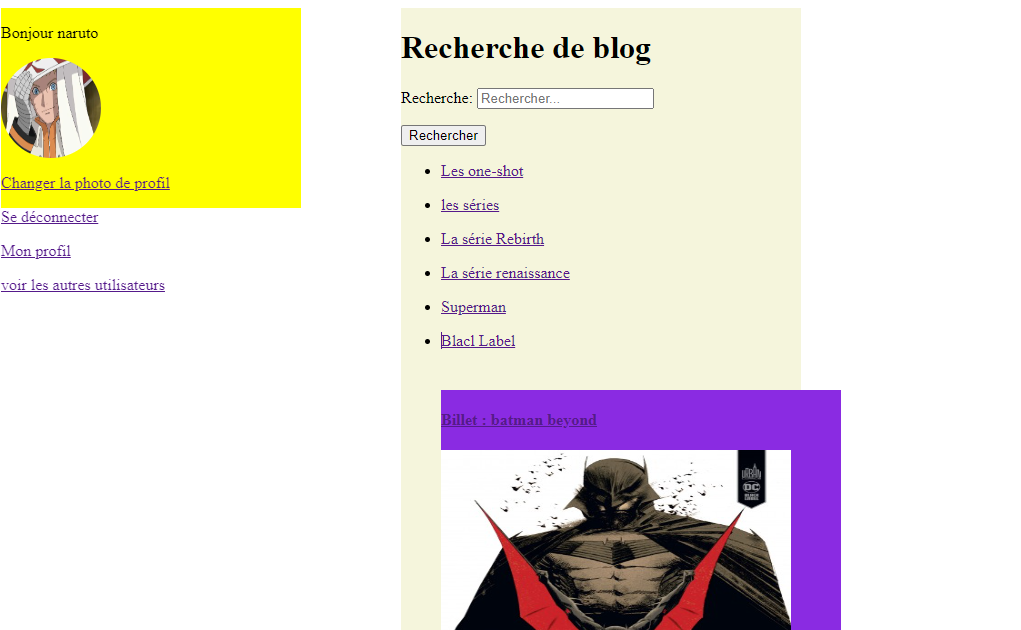 Bonjour naruto
Changer la photo de profil
Se déconnecter
Mon profil
voir les autres utilisateurs
Recherche de blog
Recherche: Rechercher...
Rechercher
Les one-shot
les séries
La série Rebirth
La série renaissance
Superman
Blacl Label
Billet : batman beyond
URBAN
DC